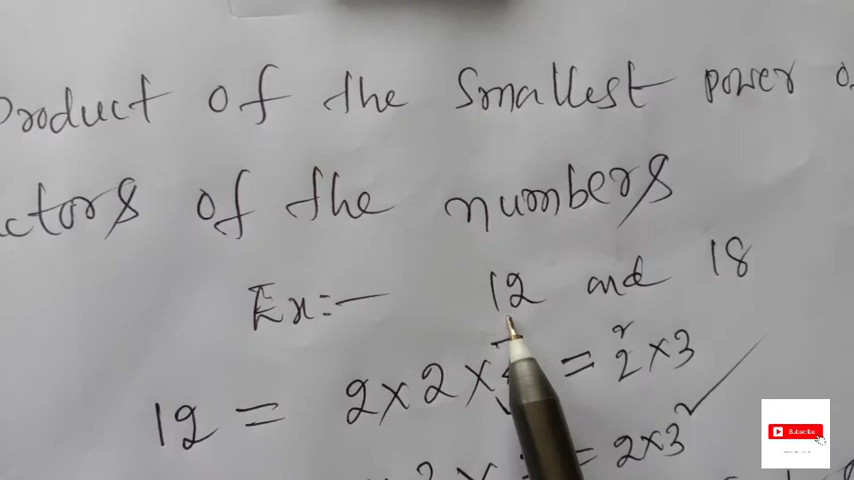 Product of the Smallest power o
ctors of the numbers
Ex:- 12 and 18
12 = 2×2× = 2²×3
= 2×3²
Subscribe